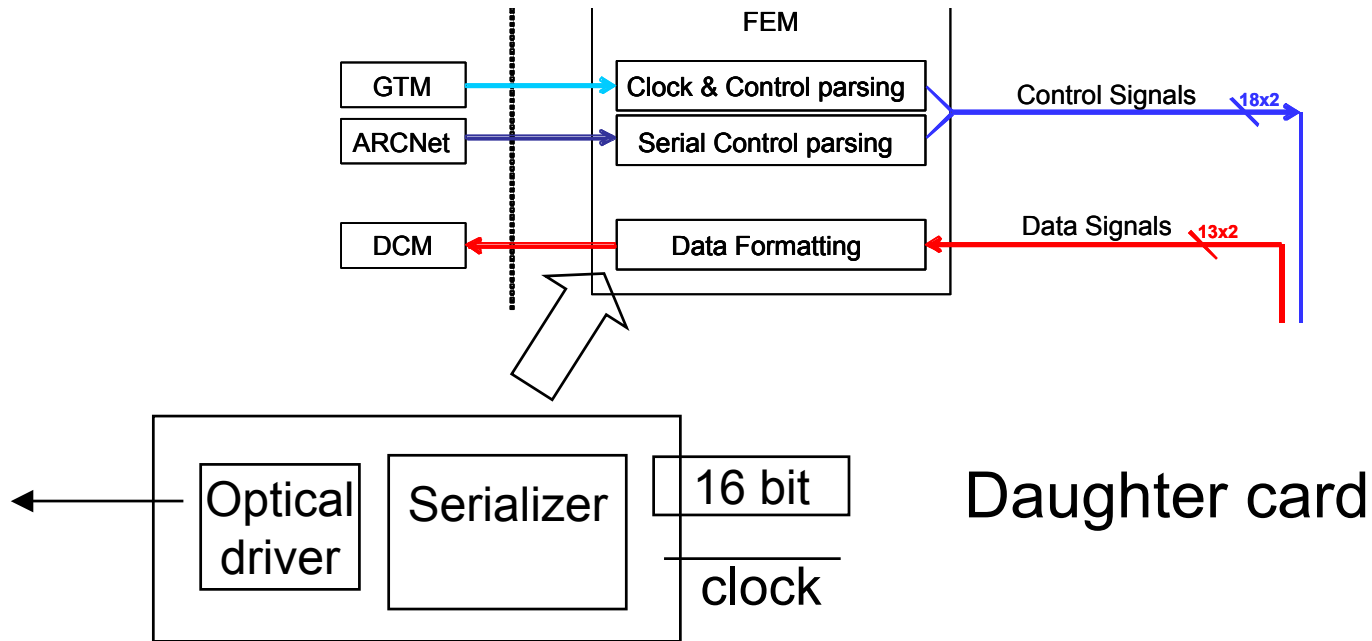 FEM
GTM
Clock & Control parsing
Control Signals
18x2
ARCNet
Serial Control parsing
DCM
Data Formatting
Data Signals
13x2
Optical
driver
Serializer
16 bit
clock
Daughter card